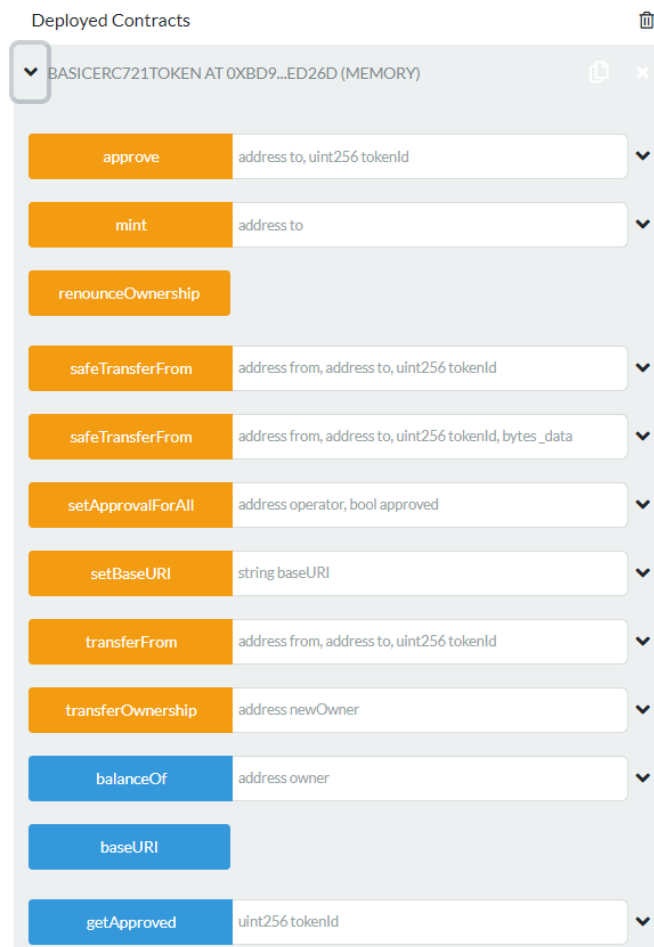 Deployed Contracts
BASICERC721TOKEN AT 0XBD9...ED26D (MEMORY)
approve address to, uint256 tokenId
mint address to
renounceOwnership
safeTransferFrom address from, address to, uint256 tokenId
safeTransferFrom address from, address to, uint256 tokenId, bytes _data
setApprovalForAll address operator, bool approved
setBaseURI string baseURI
transferFrom address from, address to, uint256 tokenId
transferOwnership address newOwner
balanceOf address owner
baseURI
getApproved uint256 tokenId